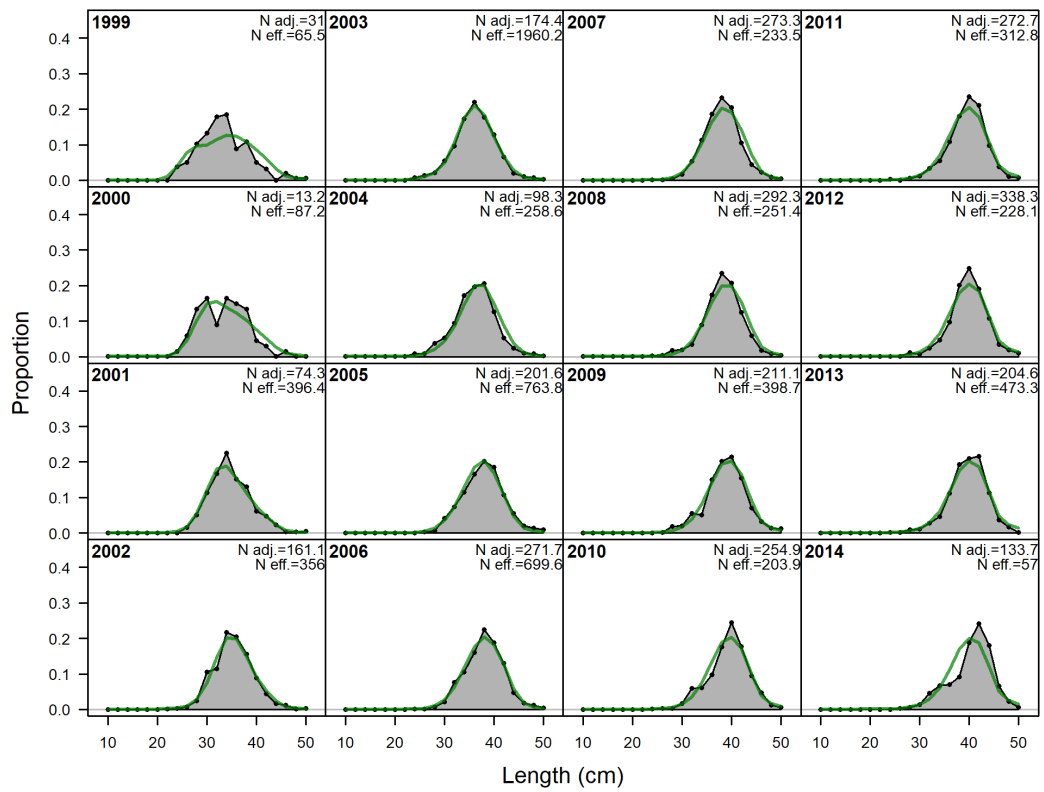 1999 N adj.=31
N eff.=65.5
2003 N adj.=174.4
N eff.=1960.2
2007 N adj.=273.3
N eff.=233.5
2011 N adj.=272.7
N eff.=312.8
0.4
0.3
0.2
0.1
0.0
2000 N adj.=13.2
N eff.=87.2
2004 N adj.=98.3
N eff.=258.6
2008 N adj.=292.3
N eff.=251.4
2012 N adj.=338.3
N eff.=228.1
0.4
0.3
0.2
0.1
0.0
Proportion
2001 N adj.=74.3
N eff.=396.4
2005 N adj.=201.6
N eff.=763.8
2009 N adj.=211.1
N eff.=398.7
2013 N adj.=204.6
N eff.=473.3
0.4
0.3
0.2
0.1
0.0
2002 N adj.=161.1
N eff.=356
2006 N adj.=271.7
N eff.=699.6
2010 N adj.=254.9
N eff.=203.9
2014 N adj.=133.7
N eff.=57
0.4
0.3
0.2
0.1
0.0
10 20 30 40 50 10 20 30 40 50 10 20 30 40 50 10 20 30 40 50
Length (cm)